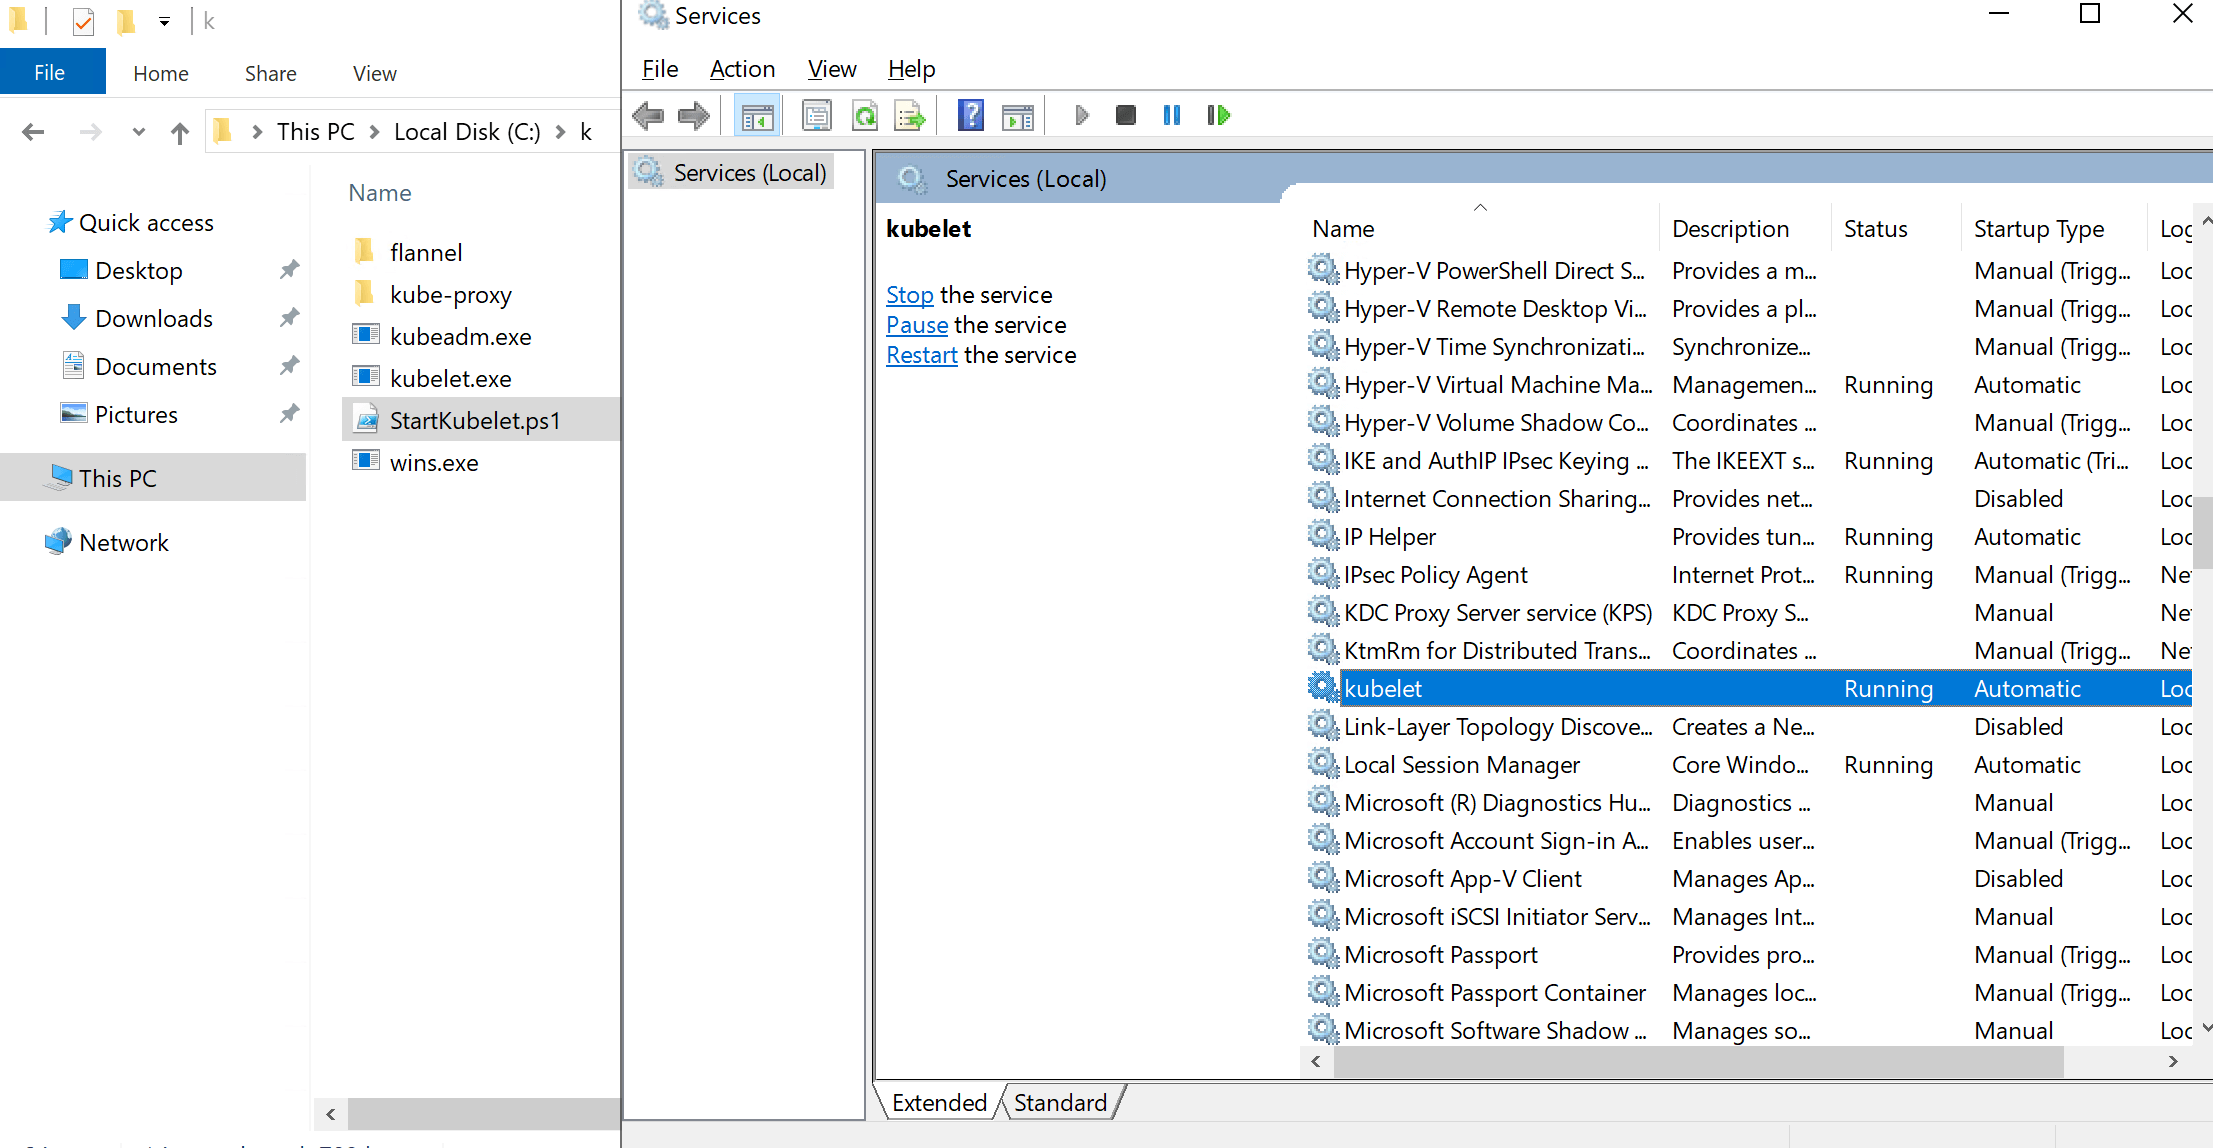 k
File Home Share View
This PC Local Disk (C:) k
Quick access
Desktop
Downloads
Documents
Pictures
This PC
Network
Name
flannel
kube-proxy
kubeadm.exe
kubelet.exe
StartKubelet.ps1
wins.exe
Services
File Action View Help
Services (Local)
Services (Local)
kubelet
Stop the service
Pause the service
Restart the service
Name Description Status Startup Type Log
Hyper-V PowerShell Direct S... Provides a m... Manual (Trigg... Loc
Hyper-V Remote Desktop Vi... Provides a pl... Manual (Trigg... Loc
Hyper-V Time Synchronizati... Synchronize... Manual (Trigg... Loc
Hyper-V Virtual Machine Ma... Managemen... Running Automatic Loc
Hyper-V Volume Shadow Co... Coordinates ... Manual (Trigg... Loc
IKE and AuthIP IPsec Keying ... The IKEEXT s... Running Automatic (Tri... Loc
Internet Connection Sharing... Provides net... Disabled Loc
IP Helper Provides tun... Running Automatic Loc
IPsec Policy Agent Internet Prot... Running Manual (Trigg... Net
KDC Proxy Server service (KPS) KDC Proxy S... Manual Net
KtmRm for Distributed Trans... Coordinates ... Manual (Trigg... Net
kubelet Running Automatic Loc
Link-Layer Topology Discove... Creates a Ne... Disabled Loc
Local Session Manager Core Windo... Running Automatic Loc
Microsoft (R) Diagnostics Hu... Diagnostics ... Manual Loc
Microsoft Account Sign-in A... Enables user... Manual (Trigg... Loc
Microsoft App-V Client Manages Ap... Disabled Loc
Microsoft iSCSI Initiator Serv... Manages Int... Manual Loc
Microsoft Passport Provides pro... Manual (Trigg... Loc
Microsoft Passport Container Manages loc... Manual (Trigg... Loc
Microsoft Software Shadow ... Manages so... Manual Loc
Extended Standard